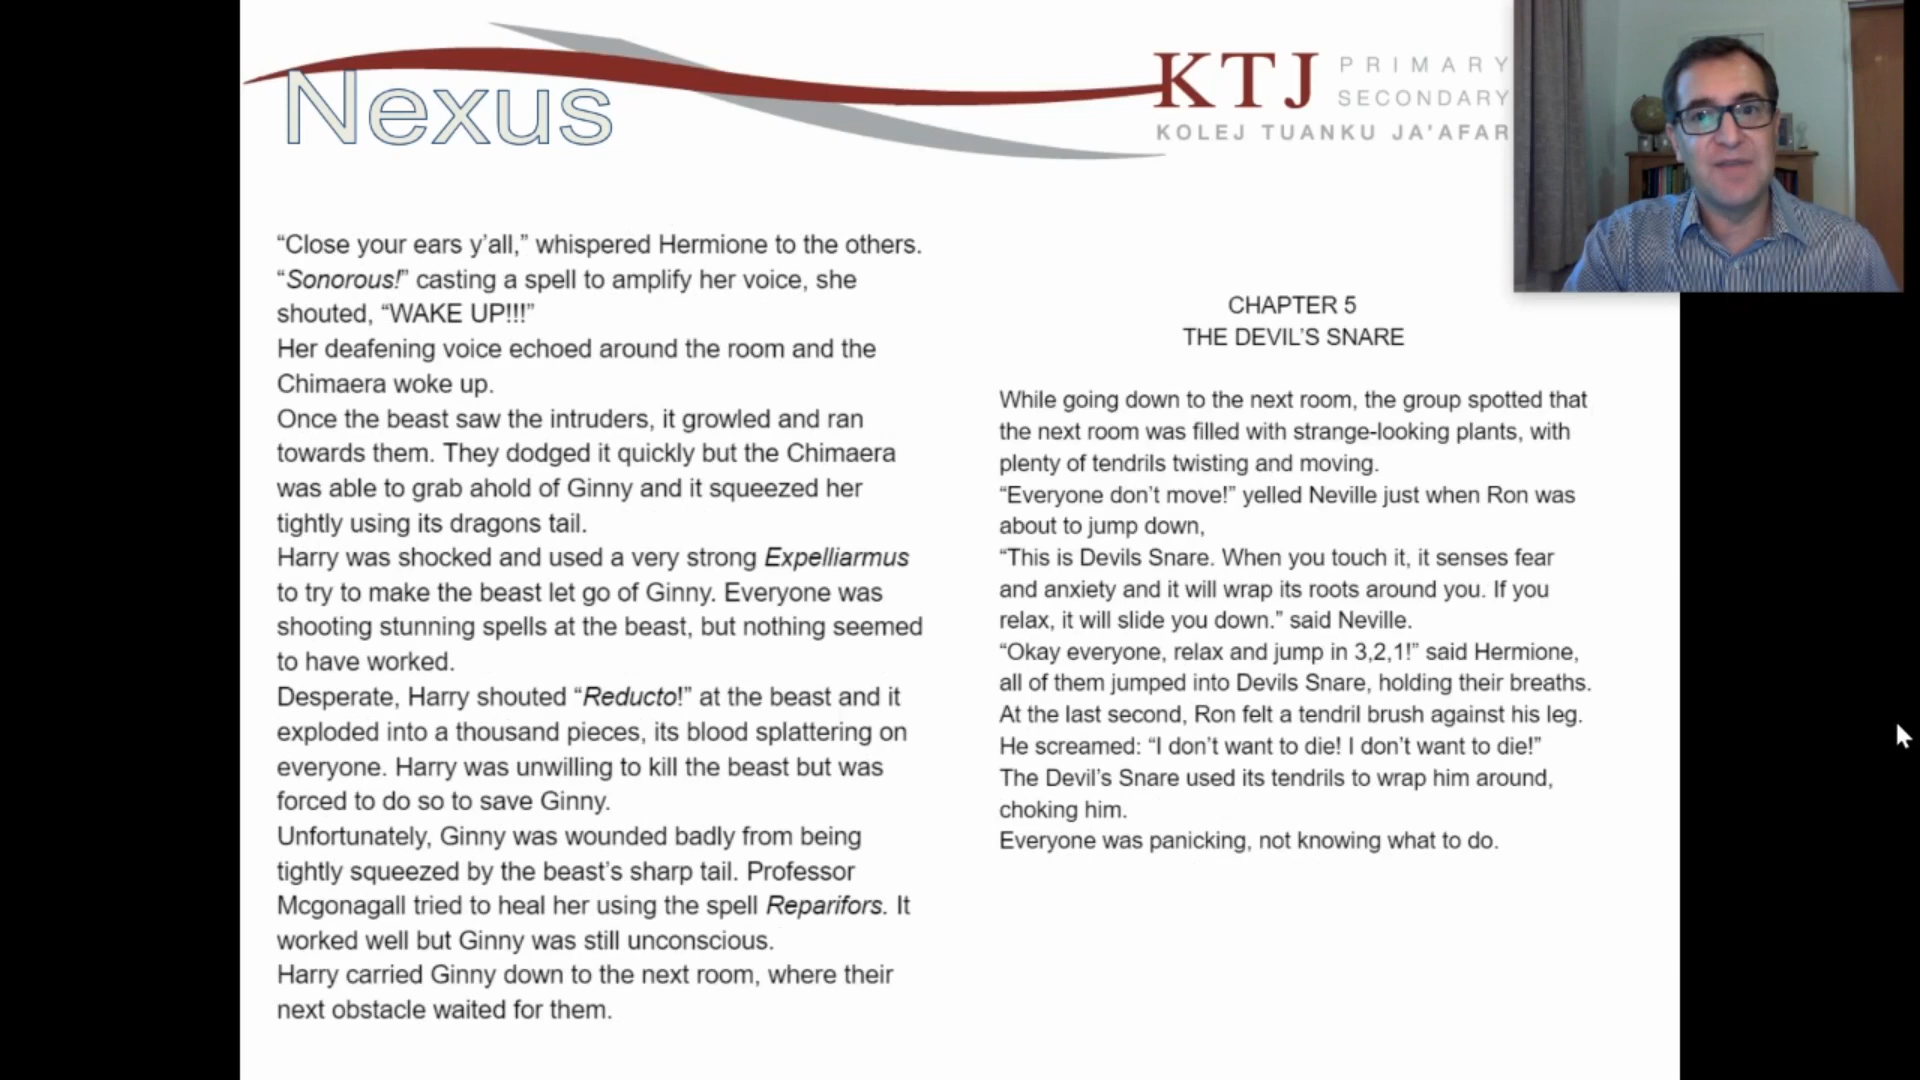 Nexus
KTJ PRIMARY
SECONDARY
KOLEJ TUANKU JA'AFAR
“Close your ears y’all,” whispered Hermione to the others.
“Sonorous!” casting a spell to amplify her voice, she
shouted, “WAKE UP!!!”
Her deafening voice echoed around the room and the
Chimaera woke up.
Once the beast saw the intruders, it growled and ran
towards them. They dodged it quickly but the Chimaera
was able to grab ahold of Ginny and it squeezed her
tightly using its dragons tail.
Harry was shocked and used a very strong Expelliarmus
to try to make the beast let go of Ginny. Everyone was
shooting stunning spells at the beast, but nothing seemed
to have worked.
Desperate, Harry shouted “Reducto!” at the beast and it
exploded into a thousand pieces, its blood splattering on
everyone. Harry was unwilling to kill the beast but was
forced to do so to save Ginny.
Unfortunately, Ginny was wounded badly from being
tightly squeezed by the beast’s sharp tail. Professor
Mcgonagall tried to heal her using the spell Reparifors. It
worked well but Ginny was still unconscious.
Harry carried Ginny down to the next room, where their
next obstacle waited for them.
CHAPTER 5
THE DEVIL’S SNARE
While going down to the next room, the group spotted that
the next room was filled with strange-looking plants, with
plenty of tendrils twisting and moving.
“Everyone don’t move!” yelled Neville just when Ron was
about to jump down,
“This is Devils Snare. When you touch it, it senses fear
and anxiety and it will wrap its roots around you. If you
relax, it will slide you down.” said Neville.
“Okay everyone, relax and jump in 3,2,1!” said Hermione,
all of them jumped into Devils Snare, holding their breaths.
At the last second, Ron felt a tendril brush against his leg.
He screamed: “I don’t want to die! I don’t want to die!”
The Devil’s Snare used its tendrils to wrap him around,
choking him.
Everyone was panicking, not knowing what to do.